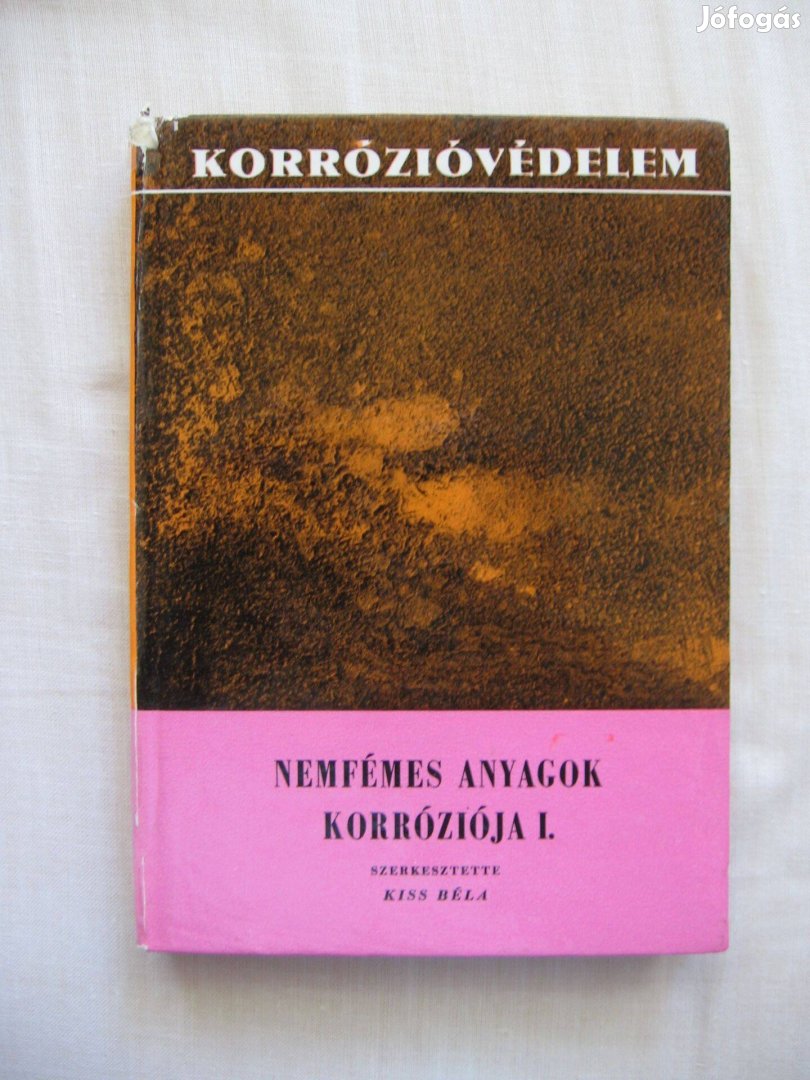 Jófogás
KORRÓZIÓVÉDELEM
NEMFÉMES ANYAGOK
KORRÓZIÓJA I.
SZERKESZTETTE
KISS BÉLA